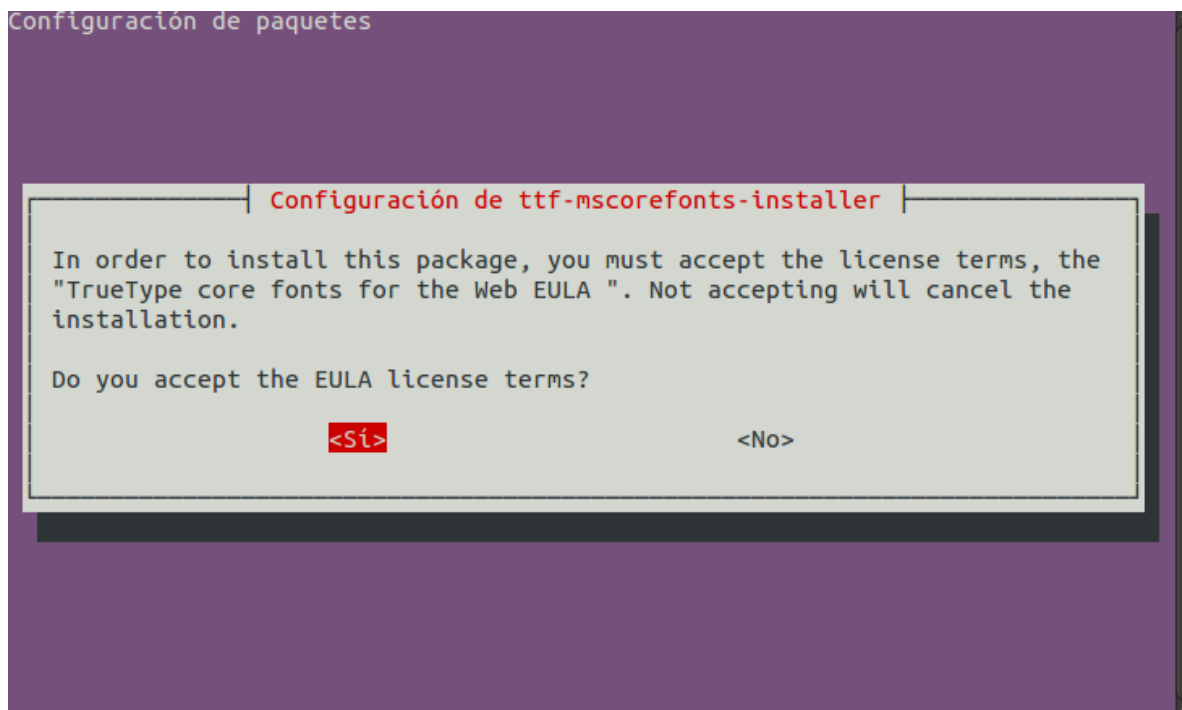 Configuración de paquetes
Configuración de ttf-mscorefonts-installer
In order to install this package, you must accept the license terms, the
"TrueType core fonts for the Web EULA ". Not accepting will cancel the
installation.
Do you accept the EULA license terms?
<Sí> <No>